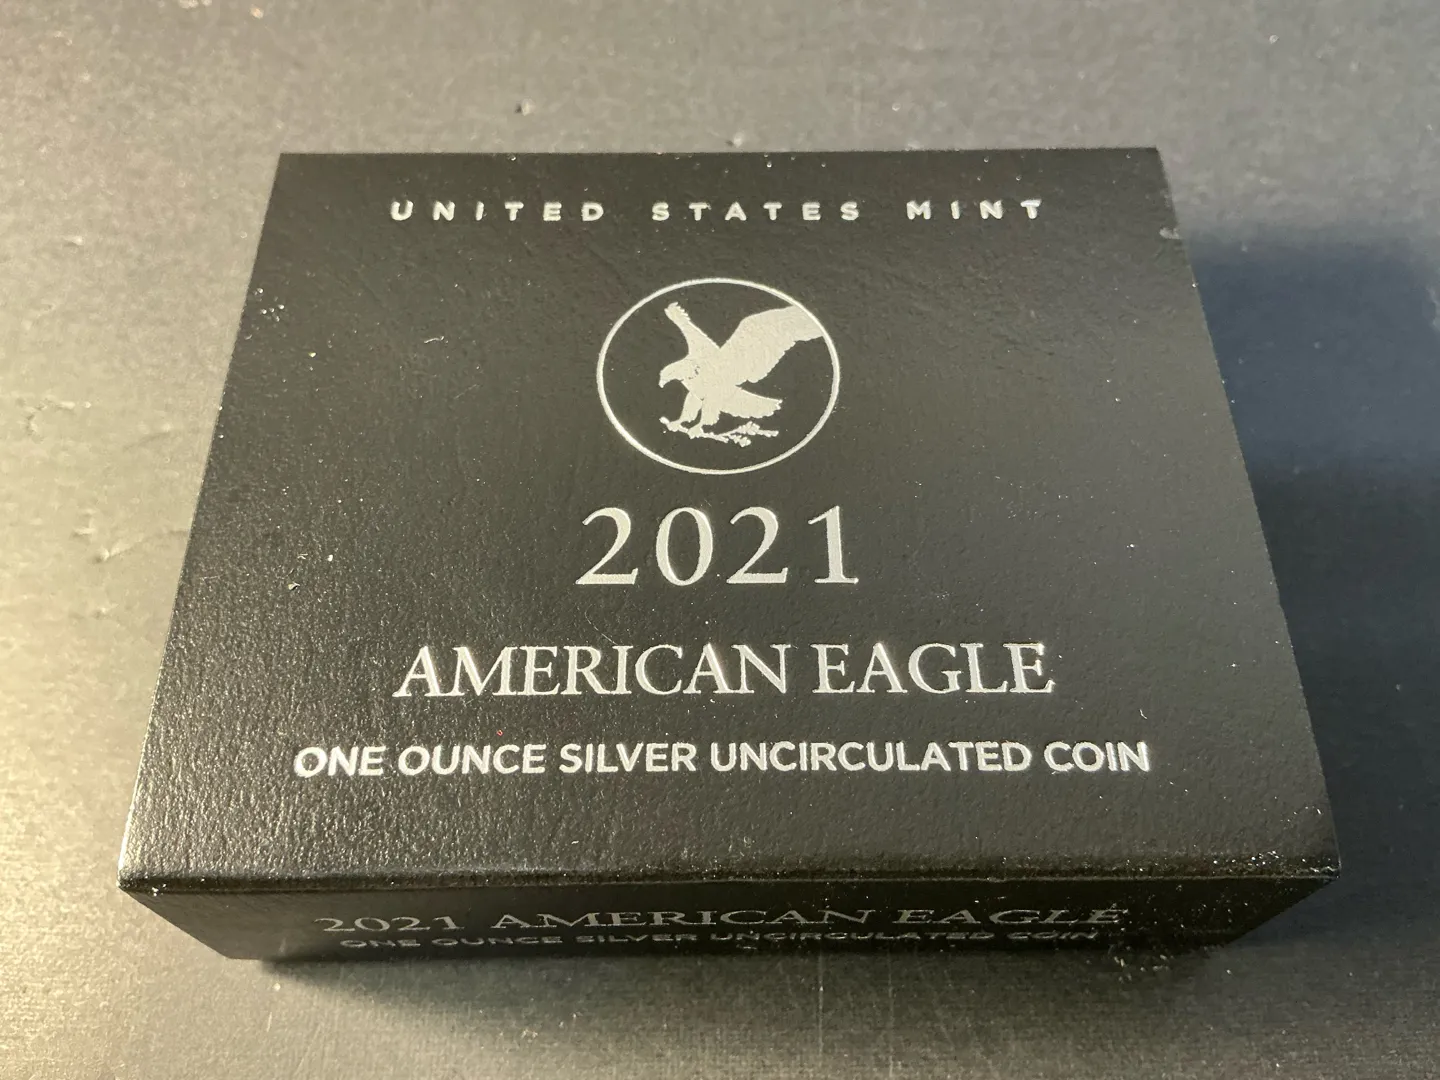 UNITED STATES MINT
2021
AMERICAN EAGLE
ONE OUNCE SILVER UNCIRCULATED COIN
2021 AMERICAN EAGLE
ONE OUNCE SILVER UNCIRCULATED COIN